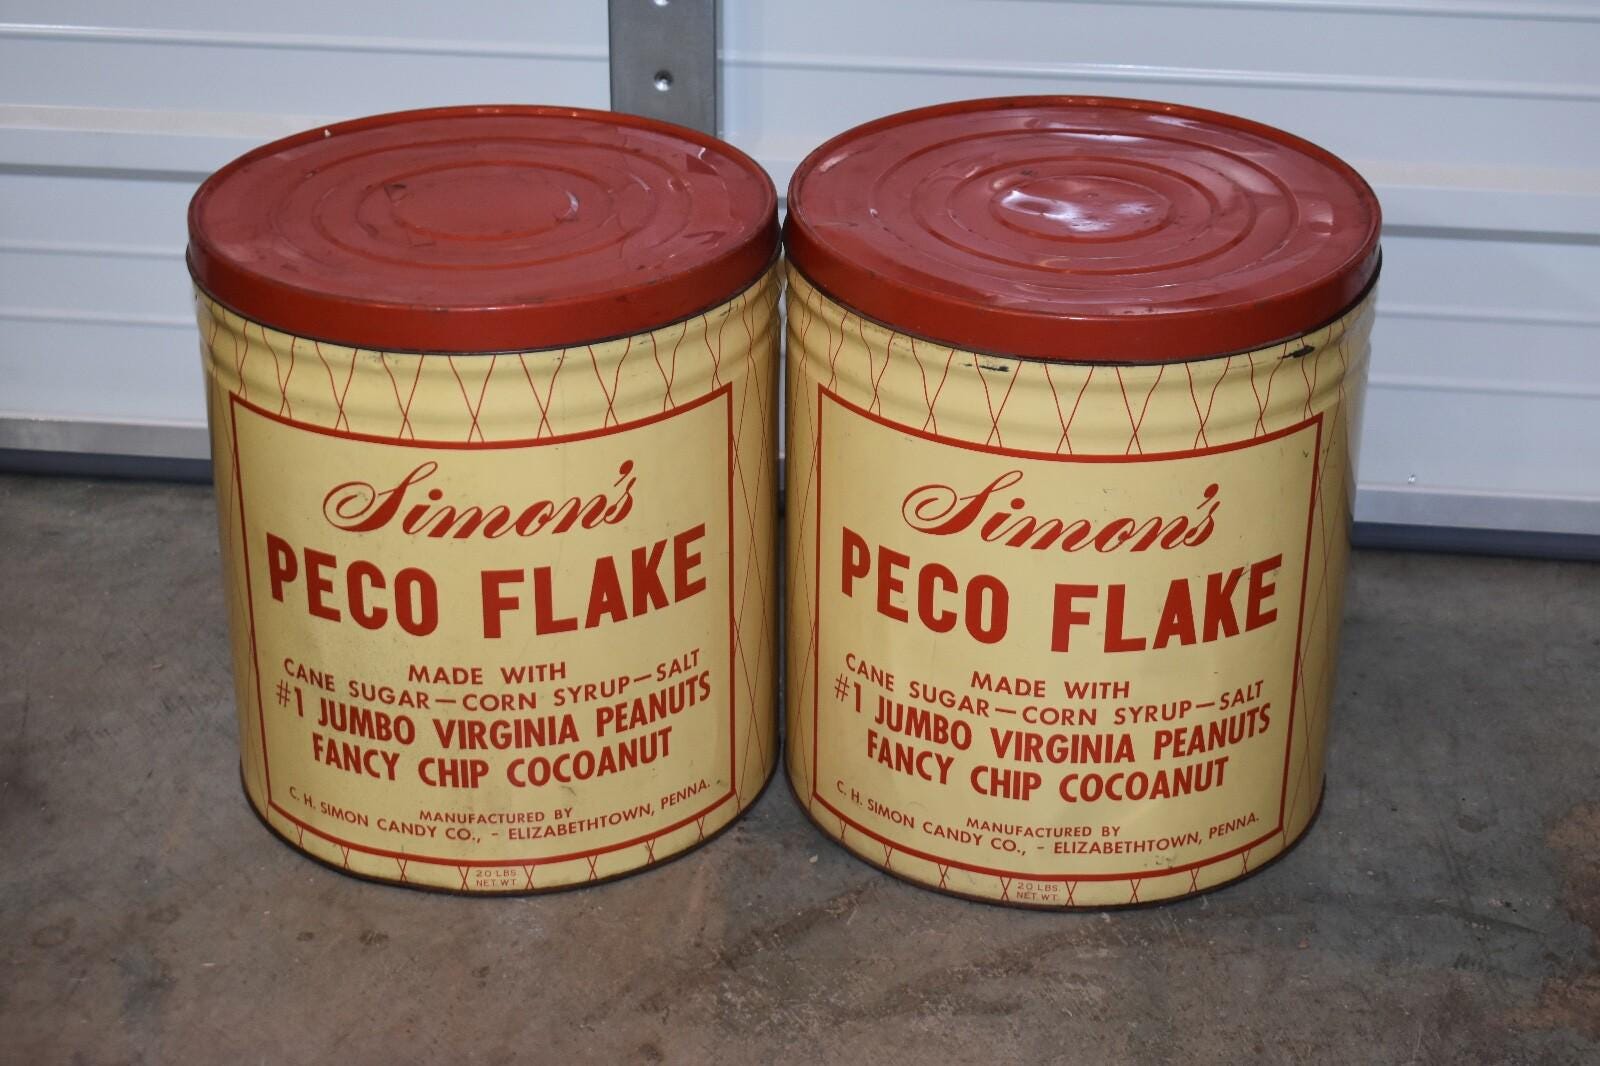 Simon's
PECO FLAKE
MADE WITH
CANE SUGAR—CORN SYRUP—SALT
#1 JUMBO VIRGINIA PEANUTS
FANCY CHIP COCOANUT
MANUFACTURED BY
C. H. SIMON CANDY CO., - ELIZABETHTOWN, PENNA.
20 LBS.
NET. WT.
Simon's
PECO FLAKE
MADE WITH
CANE SUGAR—CORN SYRUP—SALT
#1 JUMBO VIRGINIA PEANUTS
FANCY CHIP COCOANUT
MANUFACTURED BY
C. H. SIMON CANDY CO., - ELIZABETHTOWN, PENNA.
20 LBS.
NET. WT.